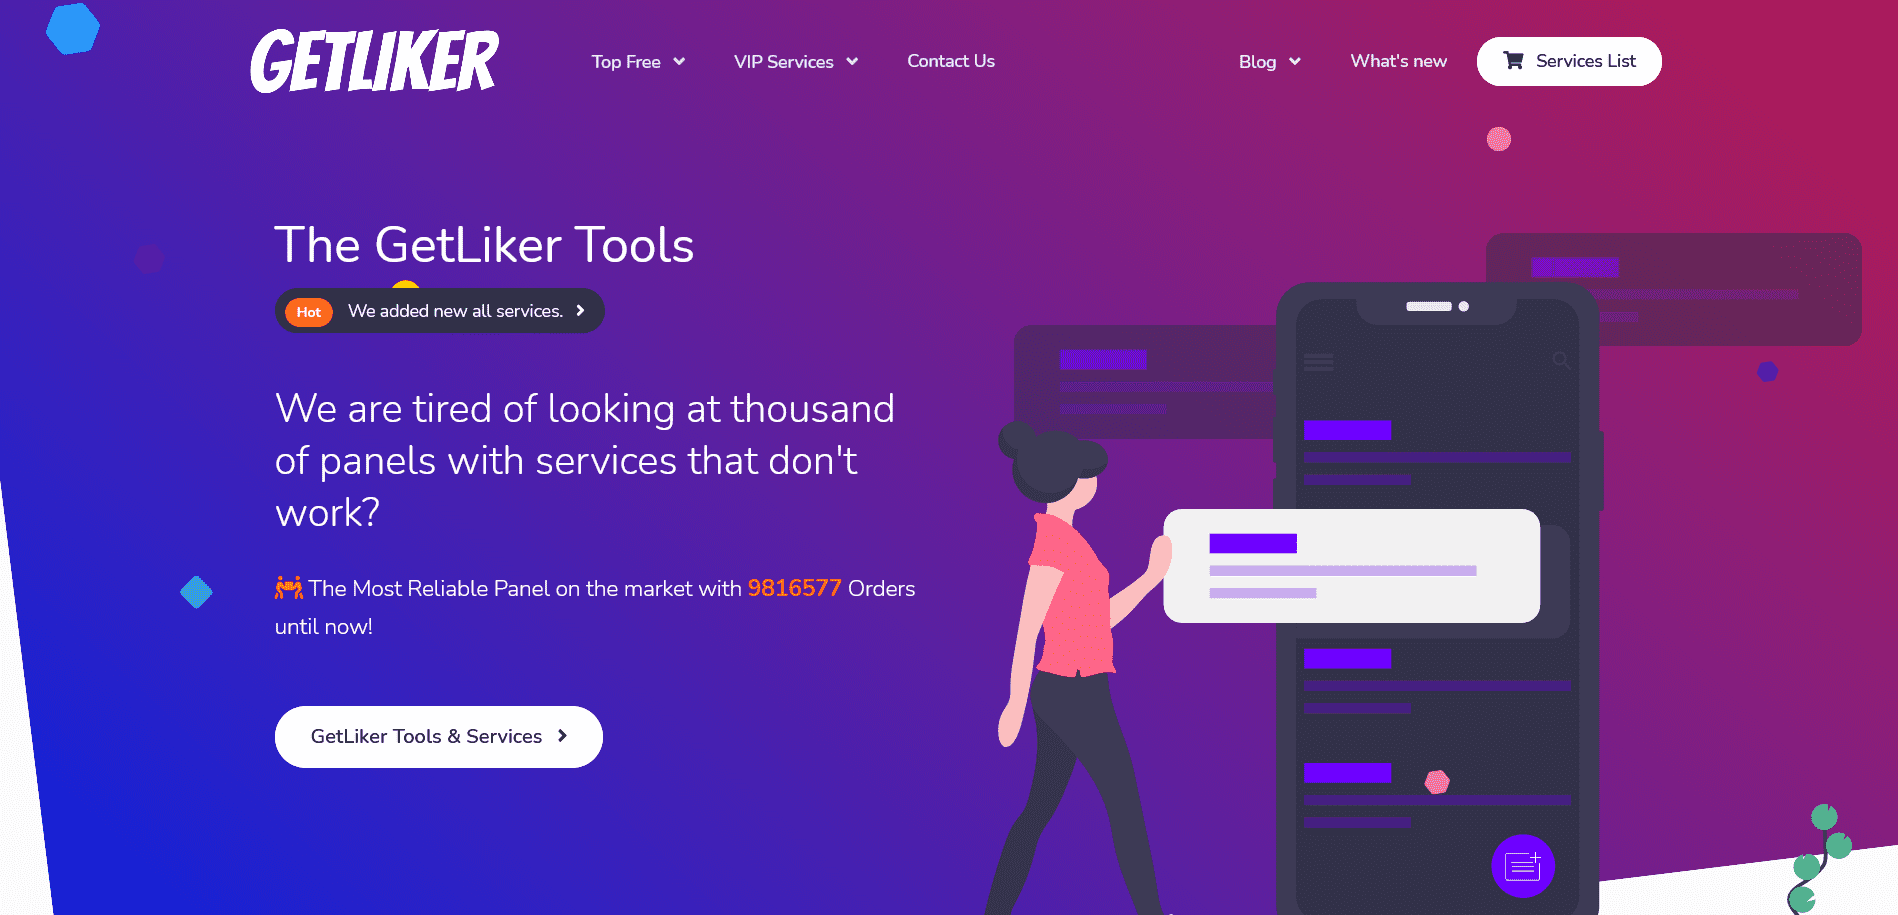 GETLIKER
Top Free
VIP Services
Contact Us
Blog
What's new
Services List
The GetLiker Tools
Hot We added new all services.
We are tired of looking at thousand
of panels with services that don't
work?
The Most Reliable Panel on the market with 9816577 Orders
until now!
GetLiker Tools & Services